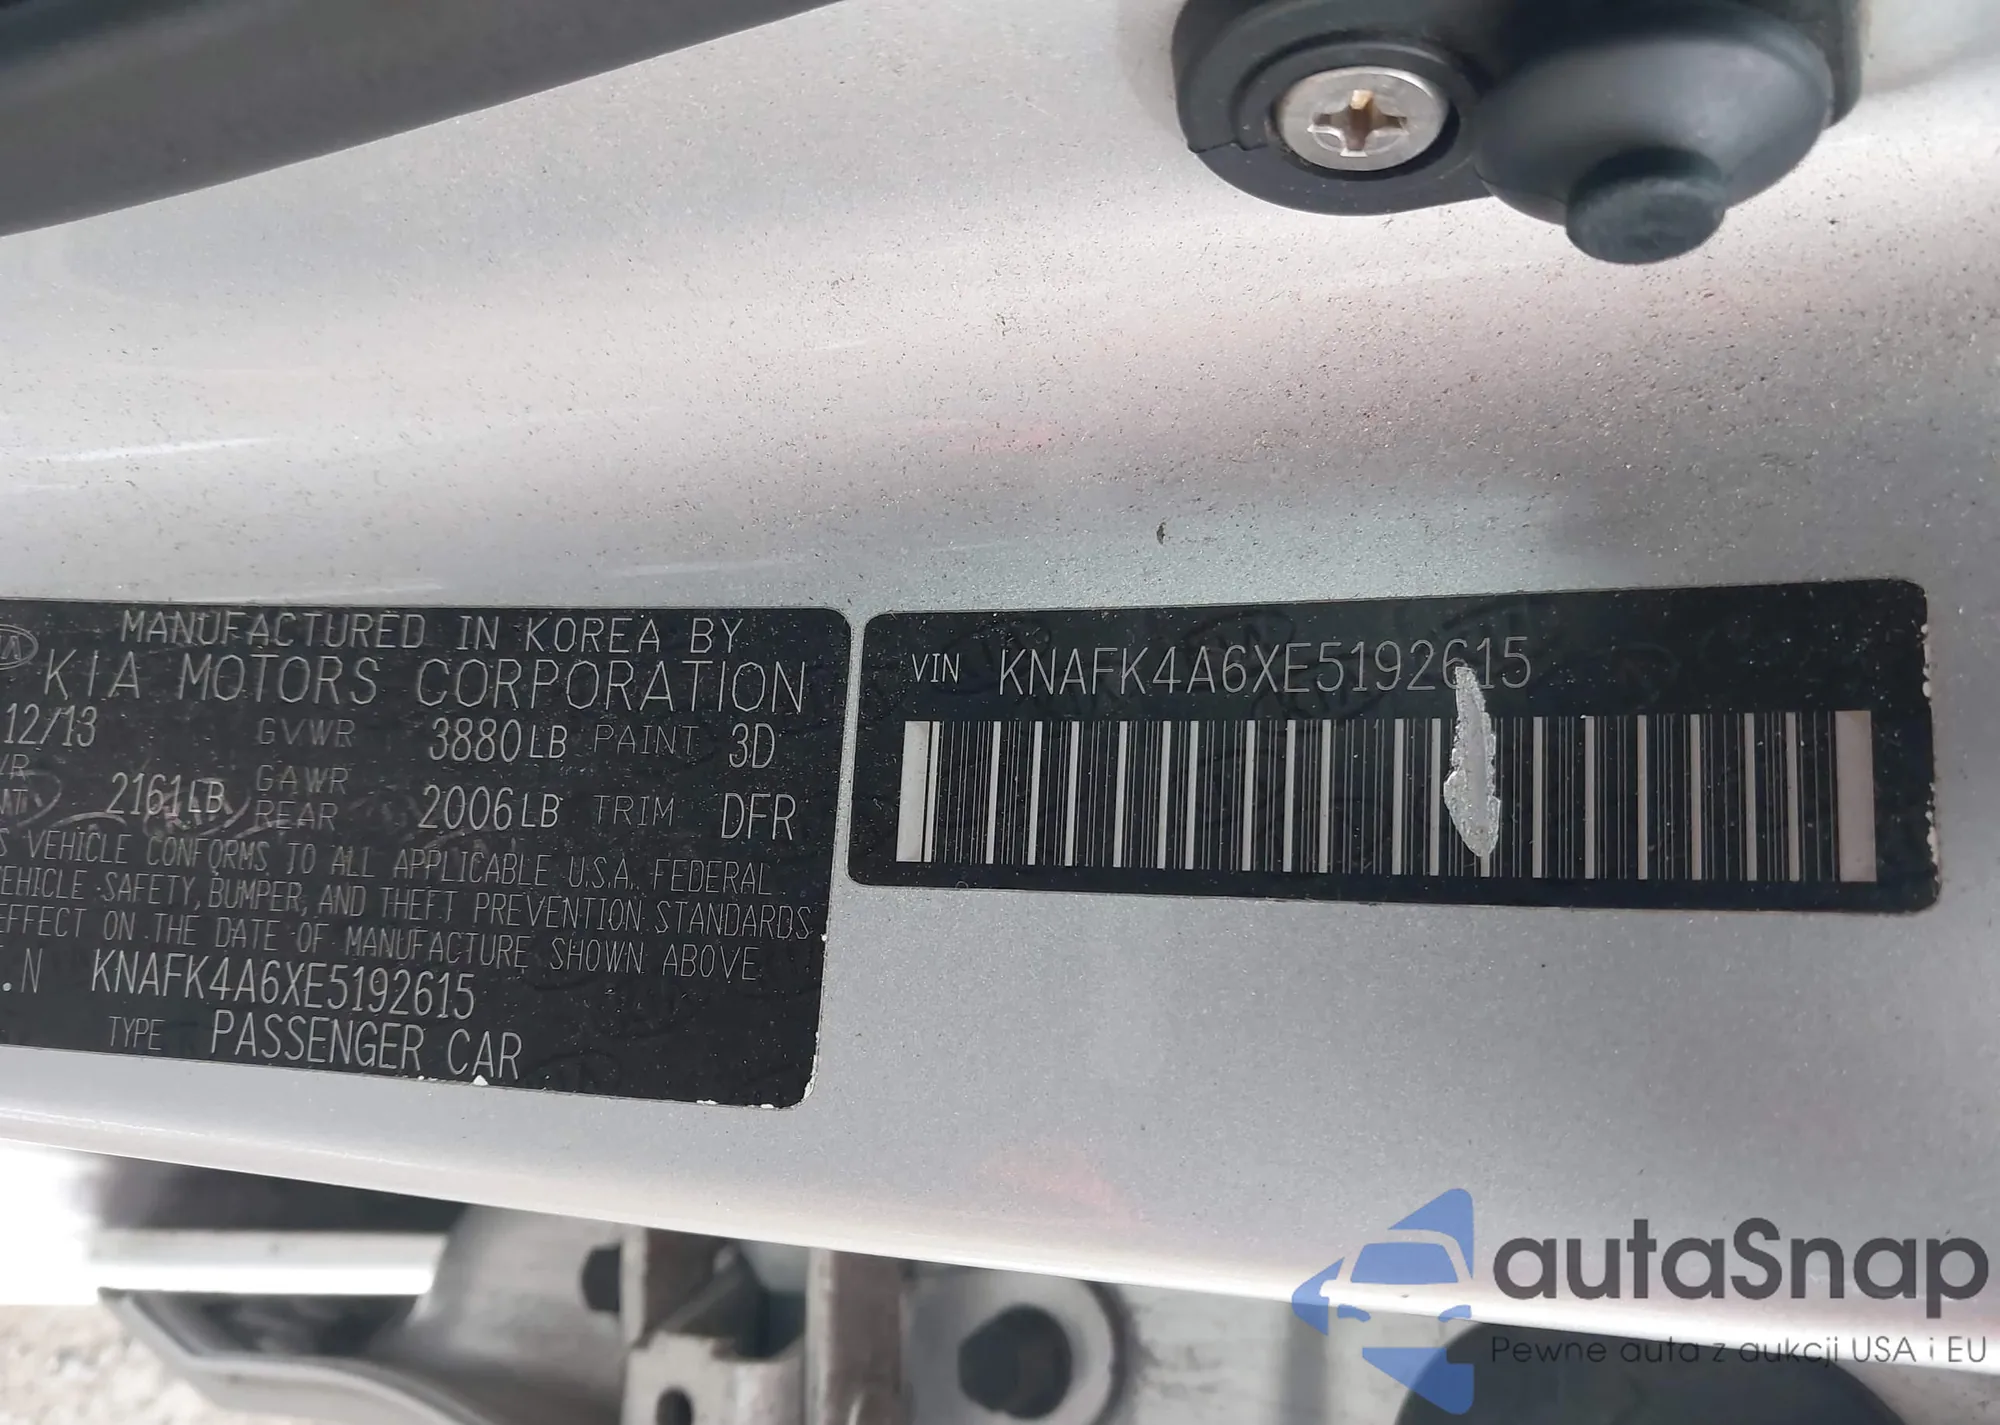 MANUFACTURED IN KOREA BY
KIA MOTORS CORPORATION
12/13 GVWR 3880LB PAINT 3D
2161LB GAWR REAR 2006LB TRIM DFR
VEHICLE CONFORMS TO ALL APPLICABLE U.S.A. FEDERAL
VEHICLE SAFETY, BUMPER, AND THEFT PREVENTION STANDARDS
EFFECT ON THE DATE OF MANUFACTURE SHOWN ABOVE
.N KNAFK4A6XE5192615
TYPE PASSENGER CAR
VIN KNAFK4A6XE5192615
autaSnap
Pewne auta z aukcji USA i EU